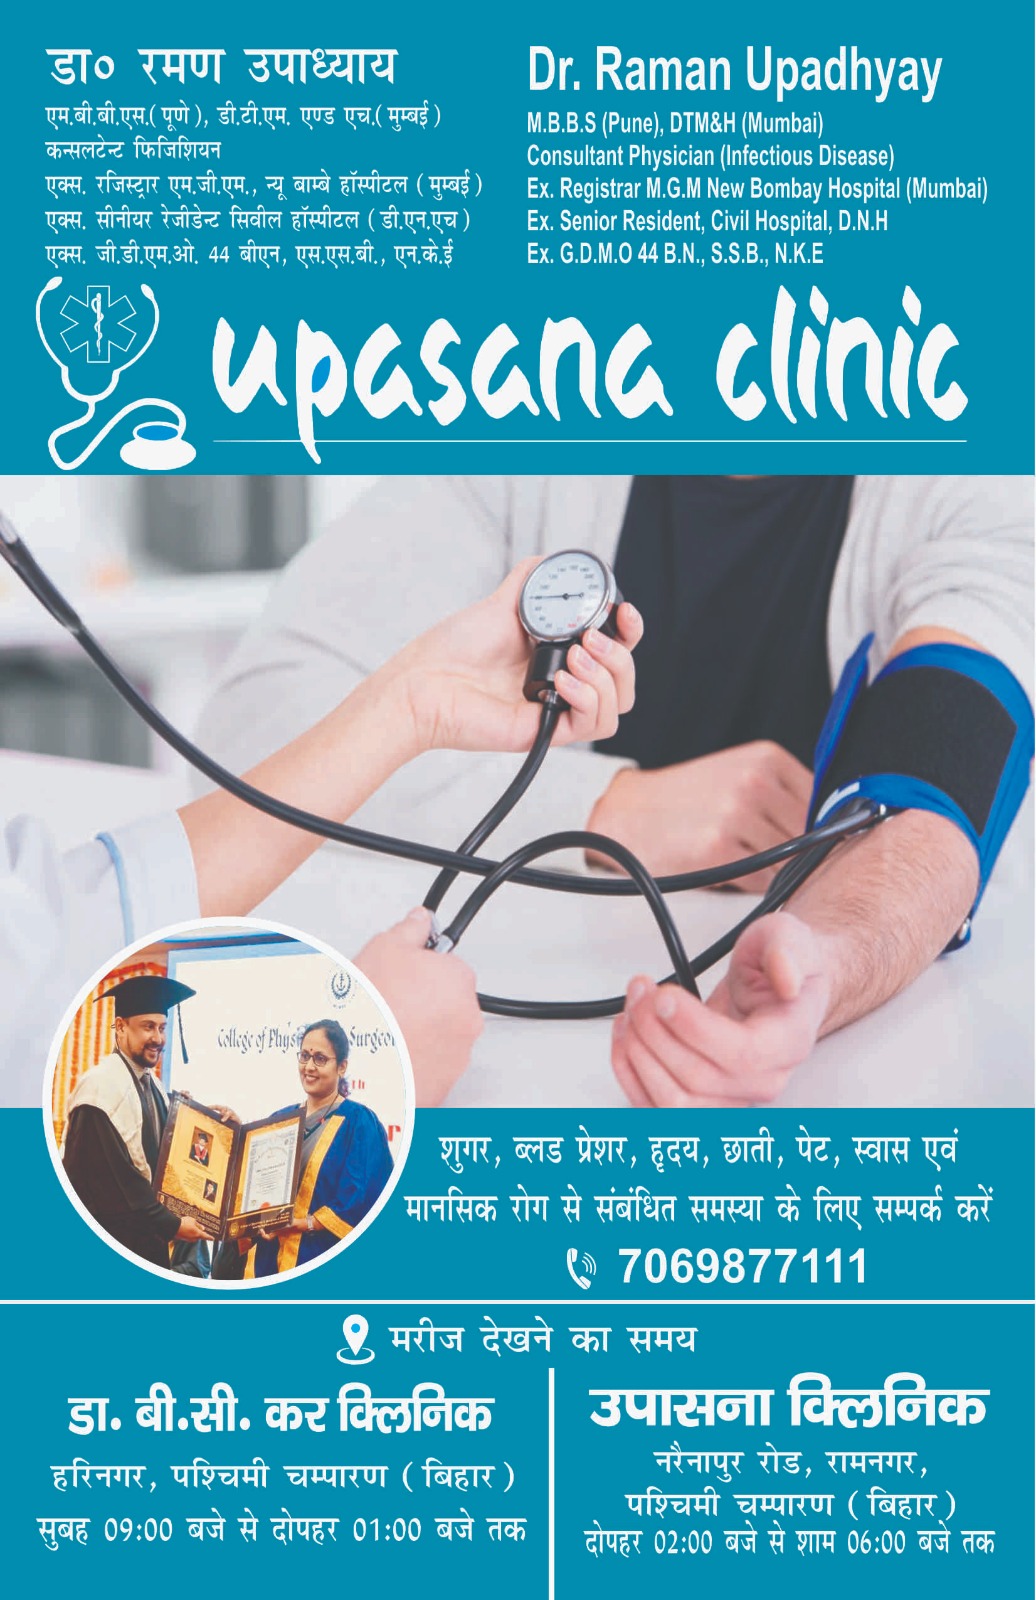 डा० रमण उपाध्याय
एम.बी.बी.एस.( पूणे ), डी.टी.एम. एण्ड एच.( मुम्बई )
कन्सलटेन्ट फिजिशियन
एक्स. रजिस्ट्रार एम.जी.एम., न्यू बाम्बे हॉस्पीटल ( मुम्बई )
एक्स. सीनीयर रेजीडेन्ट सिवील हॉस्पीटल ( डी.एन.एच )
एक्स. जी.डी.एम.ओ. 44 बीएन, एस.एस.बी., एन.के.ई
Dr. Raman Upadhyay
M.B.B.S (Pune), DTM&H (Mumbai)
Consultant Physician (Infectious Disease)
Ex. Registrar M.G.M New Bombay Hospital (Mumbai)
Ex. Senior Resident, Civil Hospital, D.N.H
Ex. G.D.M.O 44 B.N., S.S.B., N.K.E
upasana clinic
College of Phys Surgeon
शुगर, ब्लड प्रेशर, हृदय, छाती, पेट, स्वास एवं
मानसिक रोग से संबंधित समस्या के लिए सम्पर्क करें
7069877111
मरीज देखने का समय
डा. बी.सी. कर क्लिनिक
हरिनगर, पश्चिमी चम्पारण ( बिहार )
सुबह 09:00 बजे से दोपहर 01:00 बजे तक
उपासना क्लिनिक
नरैनापुर रोड, रामनगर,
पश्चिमी चम्पारण ( बिहार )
दोपहर 02:00 बजे से शाम 06:00 बजे तक